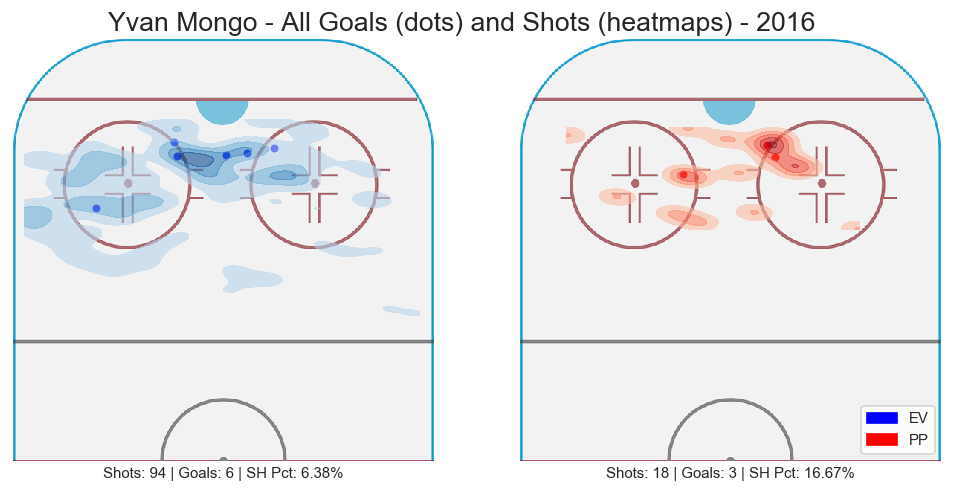 Yvan Mongo - All Goals (dots) and Shots (heatmaps) - 2016
EV
PP
Shots: 94 | Goals: 6 | SH Pct: 6.38%
Shots: 18 | Goals: 3 | SH Pct: 16.67%